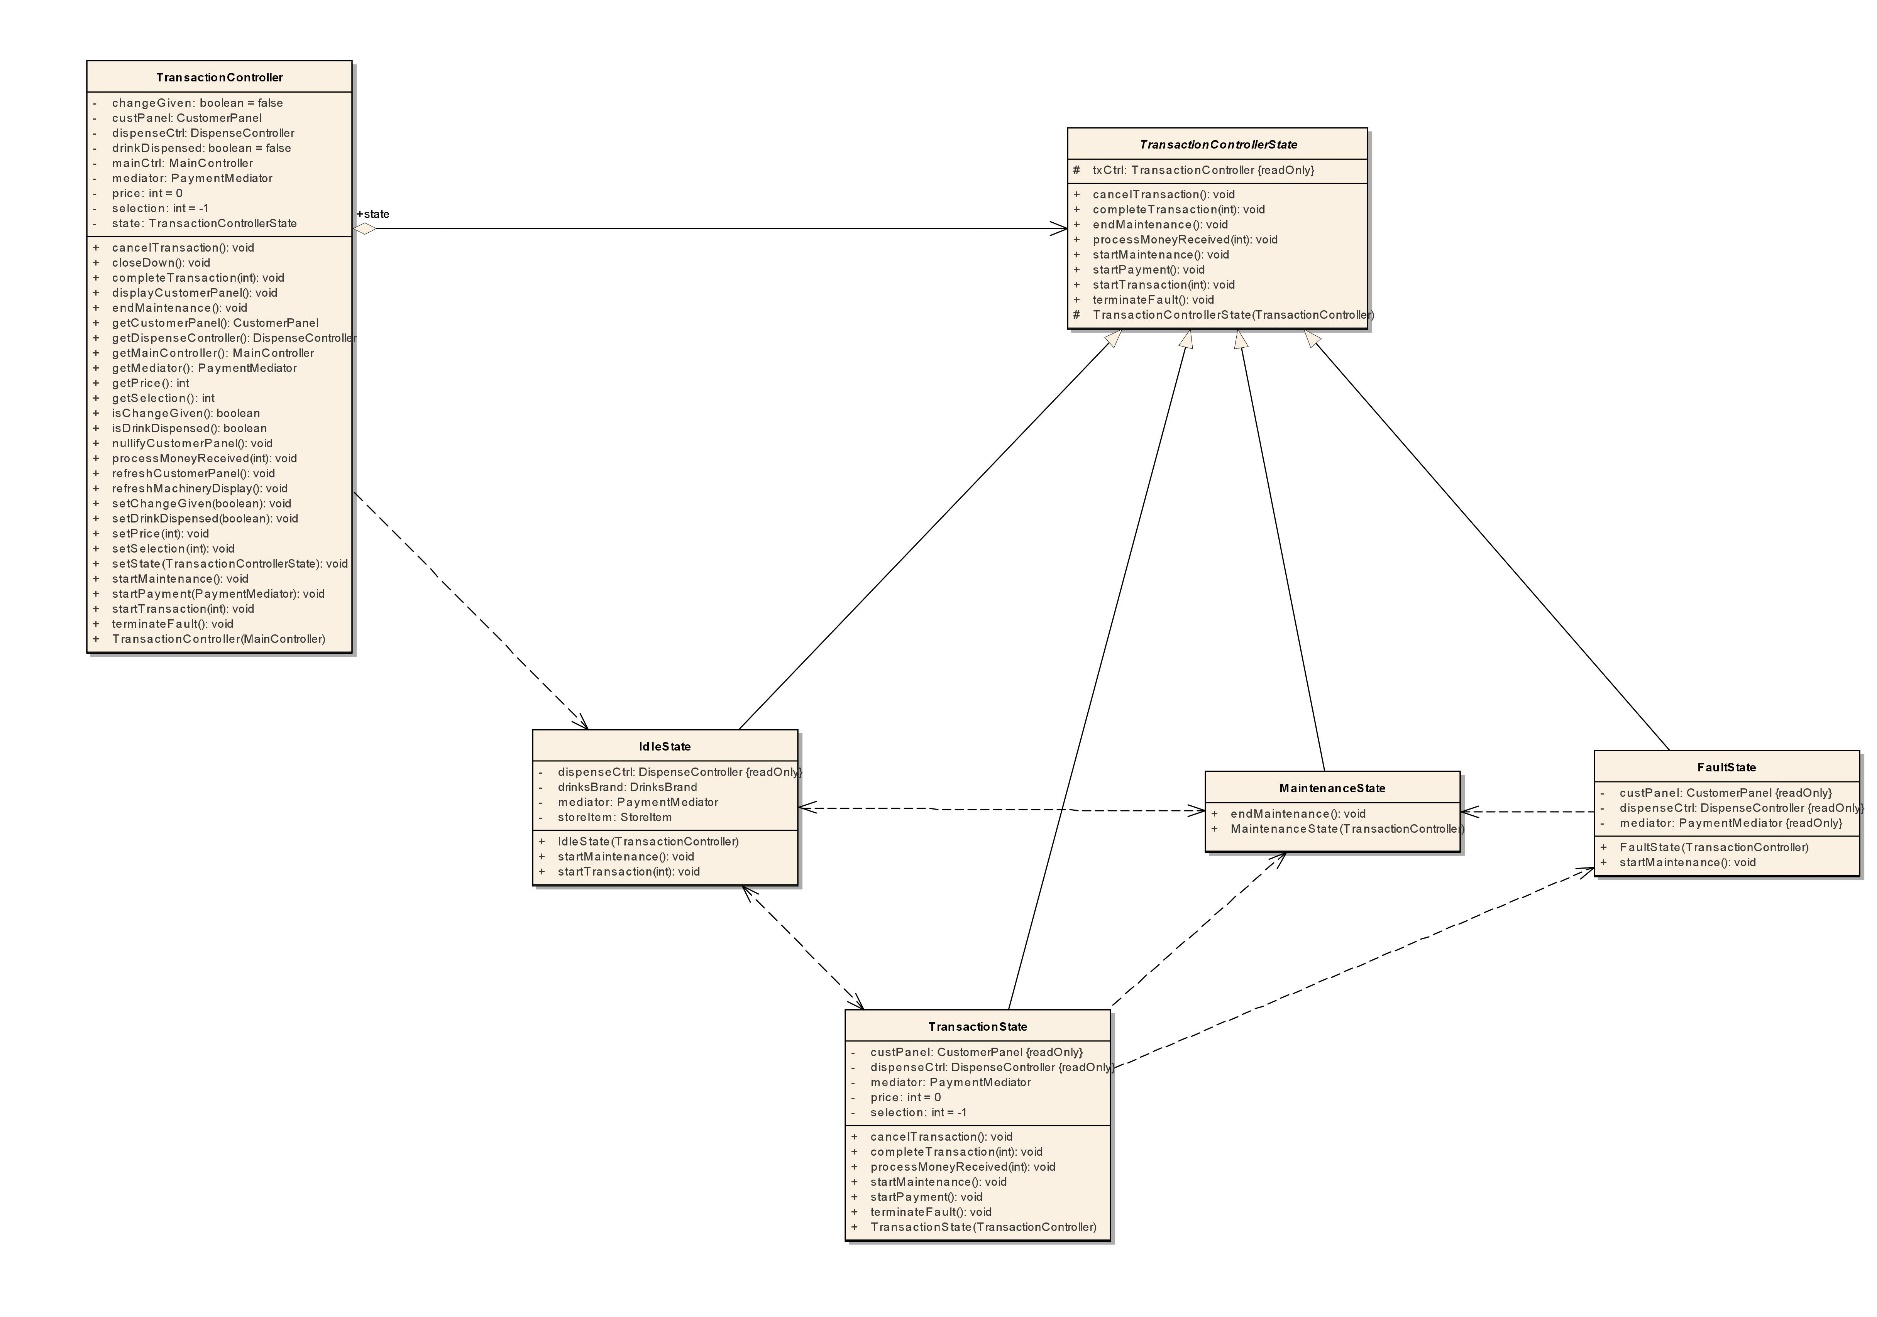 TransactionController
- changeGiven: boolean = false
- custPanel: CustomerPanel
- dispenseCtrl: DispenseController
- drinkDispensed: boolean = false
- mainCtrl: MainController
- mediator: PaymentMediator
- price: int = 0
- selection: int = -1
- state: TransactionControllerState
+ cancelTransaction(): void
+ closeDown(): void
+ completeTransaction(int): void
+ displayCustomerPanel(): void
+ endMaintenance(): void
+ getCustomerPanel(): CustomerPanel
+ getDispenseController(): DispenseController
+ getMainController(): MainController
+ getMediator(): PaymentMediator
+ getPrice(): int
+ getSelection(): int
+ isChangeGiven(): boolean
+ isDrinkDispensed(): boolean
+ nullifyCustomerPanel(): void
+ processMoneyReceived(int): void
+ refreshCustomerPanel(): void
+ refreshMachineryDisplay(): void
+ setChangeGiven(boolean): void
+ setDrinkDispensed(boolean): void
+ setPrice(int): void
+ setSelection(int): void
+ setState(TransactionControllerState): void
+ startMaintenance(): void
+ startPayment(PaymentMediator): void
+ startTransaction(int): void
+ terminateFault(): void
+ TransactionController(MainController)
+state
TransactionControllerState
# txCtrl: TransactionController {readOnly}
+ cancelTransaction(): void
+ completeTransaction(int): void
+ endMaintenance(): void
+ processMoneyReceived(int): void
+ startMaintenance(): void
+ startPayment(): void
+ startTransaction(int): void
+ terminateFault(): void
# TransactionControllerState(TransactionController)
IdleState
- dispenseCtrl: DispenseController {readOnly}
- drinksBrand: DrinksBrand
- mediator: PaymentMediator
- storeItem: StoreItem
+ IdleState(TransactionController)
+ startMaintenance(): void
+ startTransaction(int): void
MaintenanceState
+ endMaintenance(): void
+ MaintenanceState(TransactionController)
FaultState
- custPanel: CustomerPanel {readOnly}
- dispenseCtrl: DispenseController {readOnly}
- mediator: PaymentMediator {readOnly}
+ FaultState(TransactionController)
+ startMaintenance(): void
TransactionState
- custPanel: CustomerPanel {readOnly}
- dispenseCtrl: DispenseController {readOnly}
- mediator: PaymentMediator
- price: int = 0
- selection: int = -1
+ cancelTransaction(): void
+ completeTransaction(int): void
+ processMoneyReceived(int): void
+ startMaintenance(): void
+ startPayment(): void
+ terminateFault(): void
+ TransactionState(TransactionController)